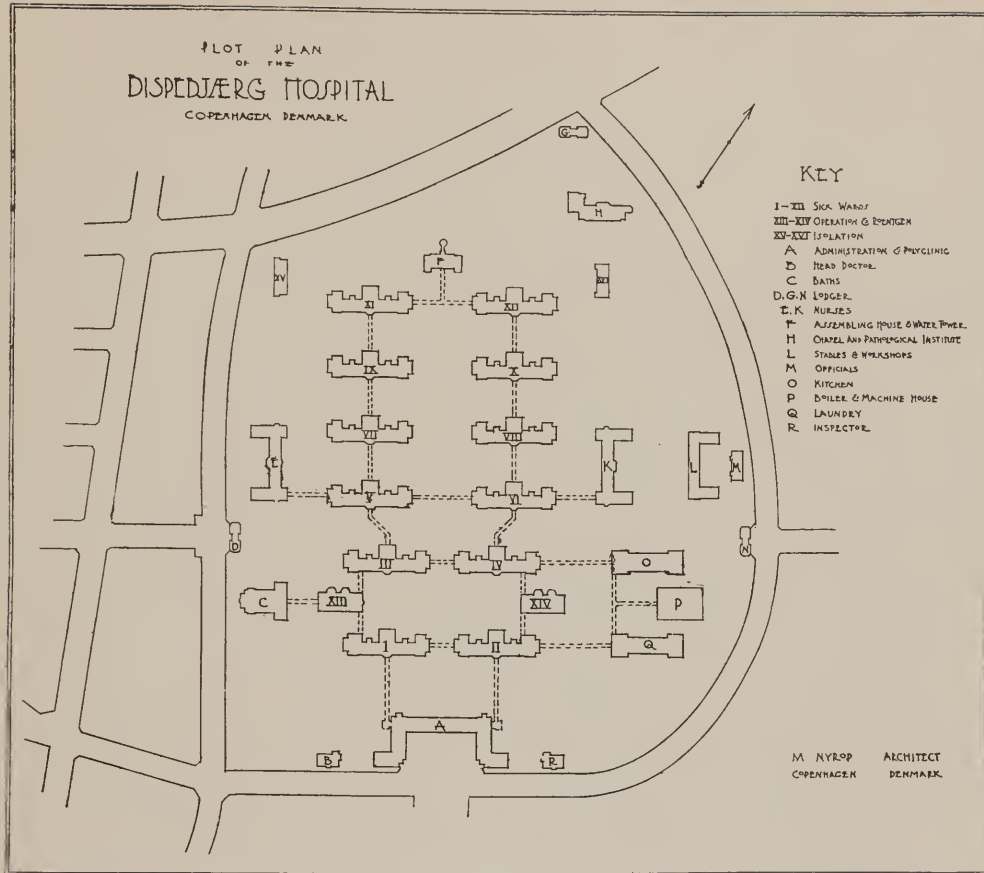 PLOT PLAN
OF THE
BISPEBJÆRG HOSPITAL
COPENHAGEN DENMARK
G
H
F
XV
XVI
XI
XII
IX
X
VII
VIII
E
K
L
M
V
VI
D
N
III
IV
O
C
XIII
XIV
P
I
II
Q
A
B
R
KEY
I-XII SICK WARDS
XIII-XIV OPERATION & ROENTGEN
XV-XVI ISOLATION
A ADMINISTRATION & POLYCLINIC
B HEAD DOCTOR
C BATHS
D.G.N LODGER
E.K NURSES
F ASSEMBLING HOUSE & WATER TOWER
H CHAPEL AND PATHOLOGICAL INSTITUTE
L STABLES & WORKSHOPS
M OFFICIALS
O KITCHEN
P BOILER & MACHINE HOUSE
Q LAUNDRY
R INSPECTOR
M NYROP ARCHITECT
COPENHAGEN DENMARK